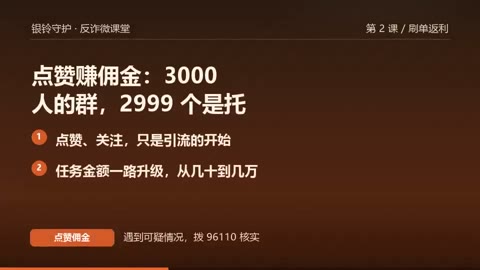 银铃守护 · 反诈微课堂
第 2 课 / 刷单返利
点赞赚佣金：3000
人的群，2999 个是托
1 点赞、关注，只是引流的开始
2 任务金额一路升级，从几十到几万
点赞佣金 遇到可疑情况，拨 96110 核实